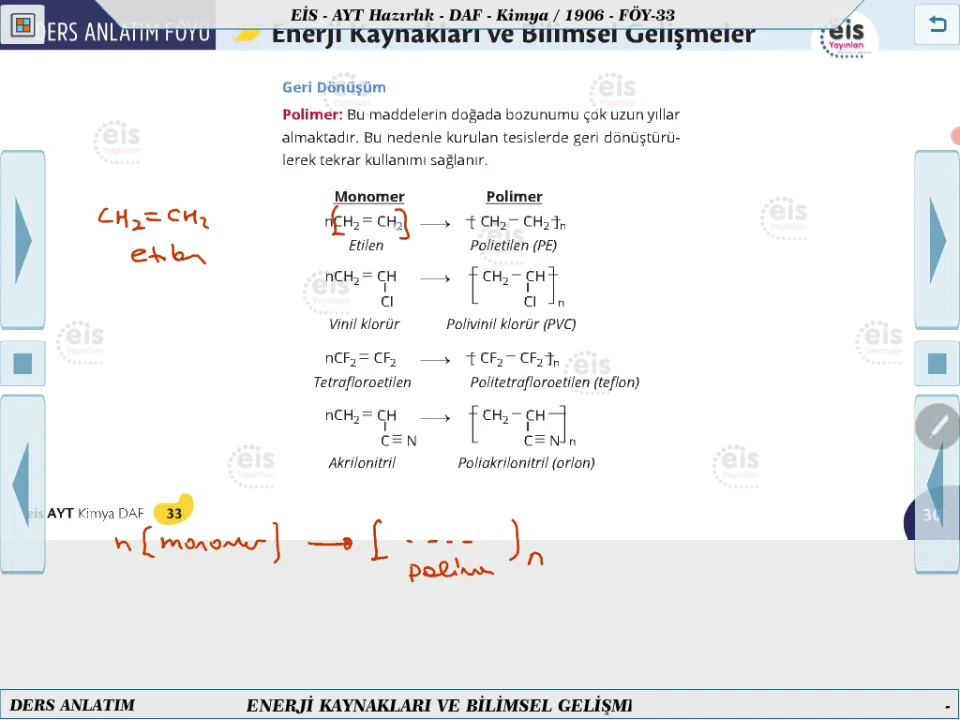 EİS - AYT Hazırlık - DAF - Kimya / 1906 - FÖY-33
DERS ANLATIM FÖYÜ
Enerji Kaynakları ve Bilimsel Gelişmeler
eis
Yayınları
Geri Dönüşüm
Polimer: Bu maddelerin doğada bozunumu çok uzun yıllar
almaktadır. Bu nedenle kurulan tesislerde geri dönüştürü-
lerek tekrar kullanımı sağlanır.
Monomer Polimer
nCH₂ = CH₂ → [ CH₂ − CH₂ ]n
Etilen Polietilen (PE)
CH₂ = CH₂
etilen
nCH₂ = CH → [ CH₂ − CH ]n
Cl Cl
Vinil klorür Polivinil klorür (PVC)
nCF₂ = CF₂ → [ CF₂ − CF₂ ]n
Tetrafloroetilen Politetrafloroetilen (teflon)
nCH₂ = CH → [ CH₂ − CH ]n
C≡N C≡N
Akrilonitril Poliakrilonitril (orlon)
eis AYT Kimya DAF 33
n [monomer] → [ . . . . ]n
polimer
DERS ANLATIM ENERJİ KAYNAKLARI VE BİLİMSEL GELİŞMI -